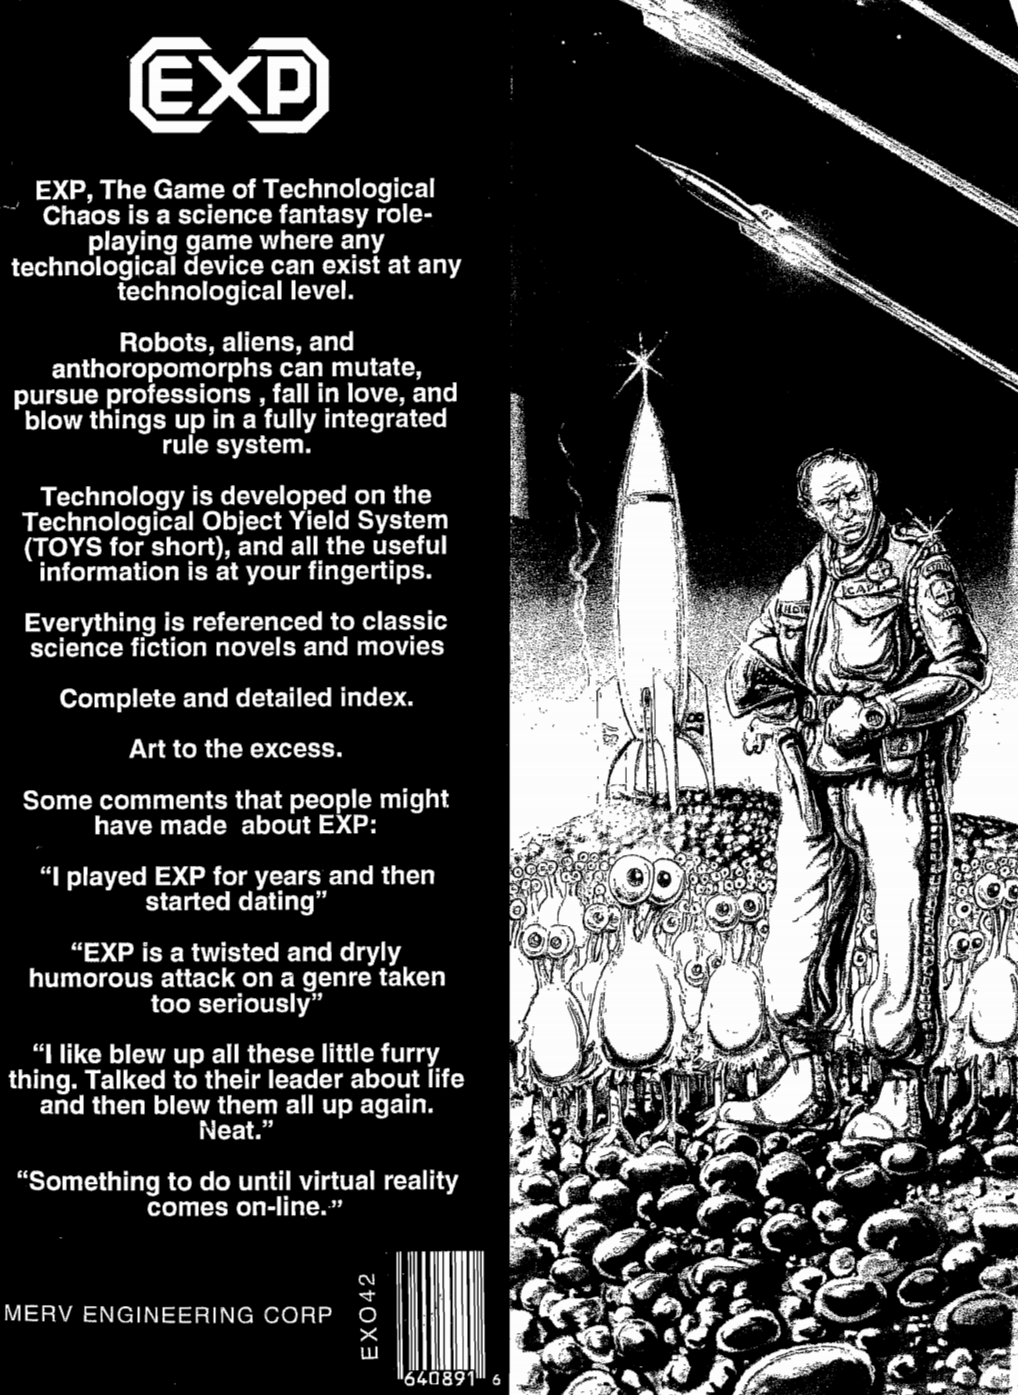 EXP
EXP, The Game of Technological
Chaos is a science fantasy role-
playing game where any
technological device can exist at any
technological level.
Robots, aliens, and
anthoropomorphs can mutate,
pursue professions , fall in love, and
blow things up in a fully integrated
rule system.
Technology is developed on the
Technological Object Yield System
(TOYS for short), and all the useful
information is at your fingertips.
Everything is referenced to classic
science fiction novels and movies
Complete and detailed index.
Art to the excess.
Some comments that people might
have made about EXP:
“I played EXP for years and then
started dating”
“EXP is a twisted and dryly
humorous attack on a genre taken
too seriously”
“I like blew up all these little furry
thing. Talked to their leader about life
and then blew them all up again.
Neat.”
“Something to do until virtual reality
comes on-line.”
MERV ENGINEERING CORP
EXO42
640891 6
CAPT.
87